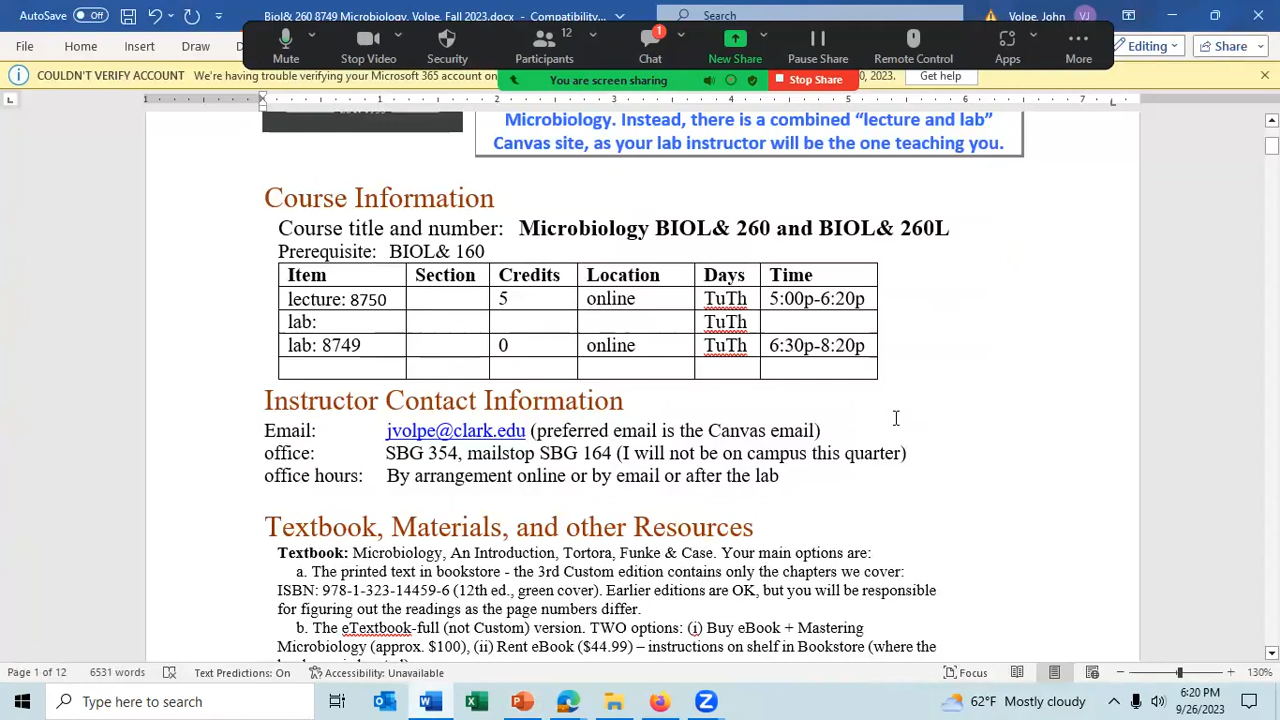 AutoSave Off Biol& 260 8749 Microbiology, Volpe, Fall 2023.docx - Compatibility... Search Volpe, John VJ
File Home Insert Draw Editing Share
Mute Stop Video Security 12 Participants 1 Chat New Share Pause Share Remote Control Apps More
You are screen sharing Stop Share
COULDN'T VERIFY ACCOUNT We're having trouble verifying your Microsoft 365 account on 0, 2023. Get help
1 1 2 3 4 5 6 7
Microbiology. Instead, there is a combined “lecture and lab”
Canvas site, as your lab instructor will be the one teaching you.
Course Information
Course title and number: Microbiology BIOL& 260 and BIOL& 260L
Prerequisite: BIOL& 160
Item Section Credits Location Days Time
lecture: 8750 5 online TuTh 5:00p-6:20p
lab: TuTh
lab: 8749 0 online TuTh 6:30p-8:20p
Instructor Contact Information
Email: jvolpe@clark.edu (preferred email is the Canvas email)
office: SBG 354, mailstop SBG 164 (I will not be on campus this quarter)
office hours: By arrangement online or by email or after the lab
Textbook, Materials, and other Resources
Textbook: Microbiology, An Introduction, Tortora, Funke & Case. Your main options are:
a. The printed text in bookstore - the 3rd Custom edition contains only the chapters we cover:
ISBN: 978-1-323-14459-6 (12th ed., green cover). Earlier editions are OK, but you will be responsible
for figuring out the readings as the page numbers differ.
b. The eTextbook-full (not Custom) version. TWO options: (i) Buy eBook + Mastering
Microbiology (approx. $100), (ii) Rent eBook ($44.99) – instructions on shelf in Bookstore (where the
Page 1 of 12 6531 words Text Predictions: On Accessibility: Unavailable Focus 130%
Type here to search 62°F Mostly cloudy 6:20 PM
9/26/2023